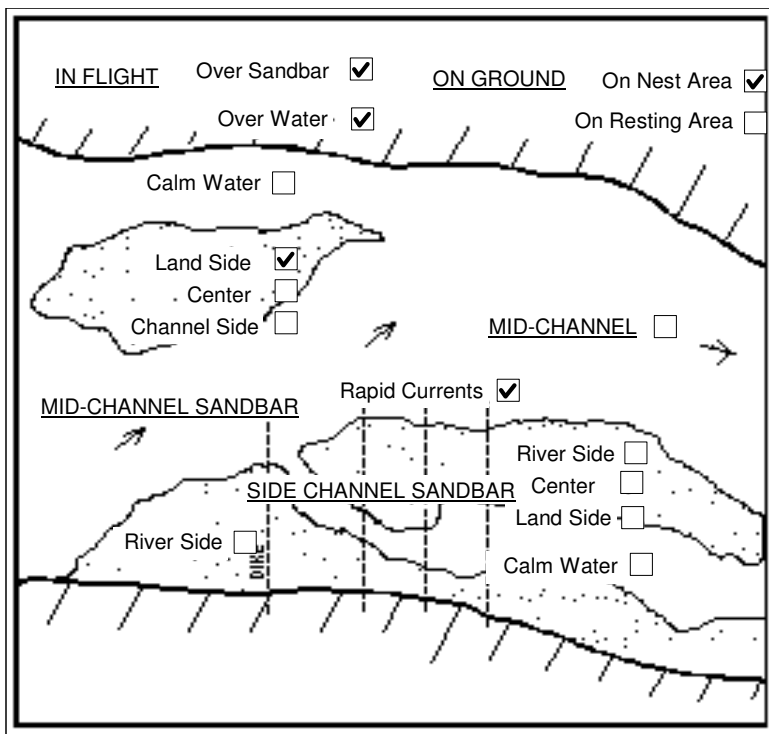 IN FLIGHT Over Sandbar ON GROUND On Nest Area
Over Water On Resting Area
Calm Water
Land Side
Center
Channel Side MID-CHANNEL
Rapid Currents
MID-CHANNEL SANDBAR
River Side
SIDE CHANNEL SANDBAR Center
Land Side
River Side
DIKE
Calm Water